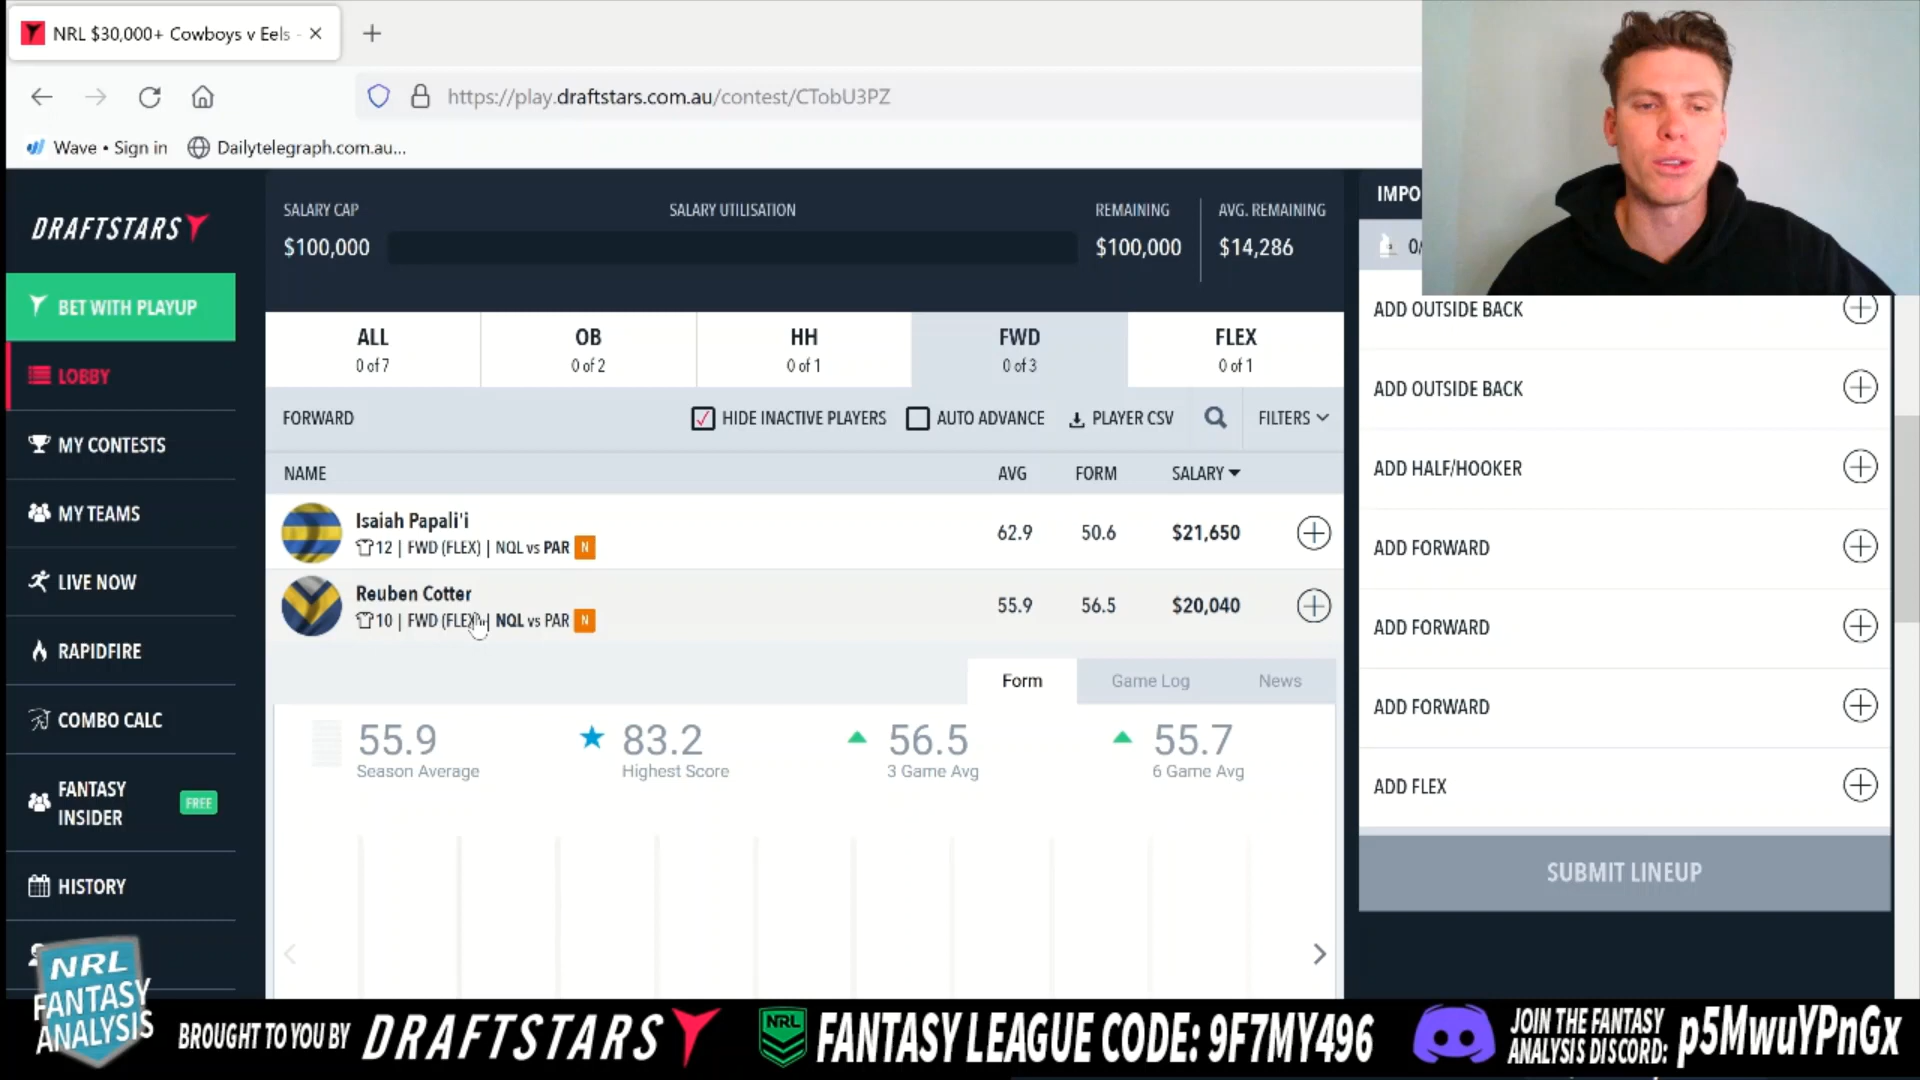 NRL $30,000+ Cowboys v Eels -
https://play.draftstars.com.au/contest/CTobU3PZ
Wave • Sign in
Dailytelegraph.com.au...
DRAFTSTARS
BET WITH PLAYUP
LOBBY
MY CONTESTS
MY TEAMS
LIVE NOW
RAPIDFIRE
COMBO CALC
FANTASY
INSIDER
FREE
HISTORY
SALARY CAP
$100,000
SALARY UTILISATION
REMAINING
$100,000
AVG. REMAINING
$14,286
ALL
0 of 7
OB
0 of 2
HH
0 of 1
FWD
0 of 3
FLEX
0 of 1
FORWARD
HIDE INACTIVE PLAYERS
AUTO ADVANCE
PLAYER CSV
FILTERS
NAME AVG FORM SALARY
Isaiah Papali'i
12 | FWD (FLEX) | NQL vs PAR N
62.9 50.6 $21,650
Reuben Cotter
10 | FWD (FLEX) | NQL vs PAR N
55.9 56.5 $20,040
Form Game Log News
55.9
Season Average
83.2
Highest Score
56.5
3 Game Avg
55.7
6 Game Avg
IMPO
0/
ADD OUTSIDE BACK
ADD OUTSIDE BACK
ADD HALF/HOOKER
ADD FORWARD
ADD FORWARD
ADD FORWARD
ADD FLEX
SUBMIT LINEUP
NRL
FANTASY
ANALYSIS
BROUGHT TO YOU BY DRAFTSTARS
NRL
FANTASY LEAGUE CODE: 9F7MY496
JOIN THE FANTASY
ANALYSIS DISCORD:
p5MwuYPnGx